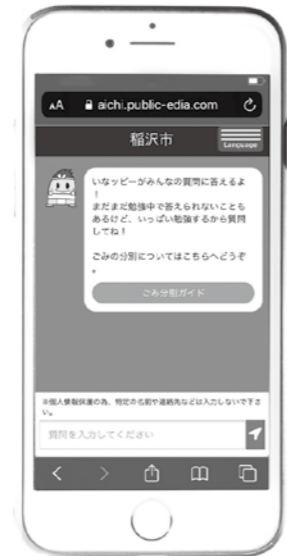 AA aichi.public-edia.com
稲沢市
Language
いなッピーがみんなの質問に答えるよ
！
まだまだ勉強中で答えられないことも
あるけど、いっぱい勉強するから質問
してね！
ごみの分別についてはこちらへどうぞ
。
ごみ分別ガイド
※個人情報保護の為、特定の名前や連絡先などは入力しないで下さ
い。
質問を入力してください